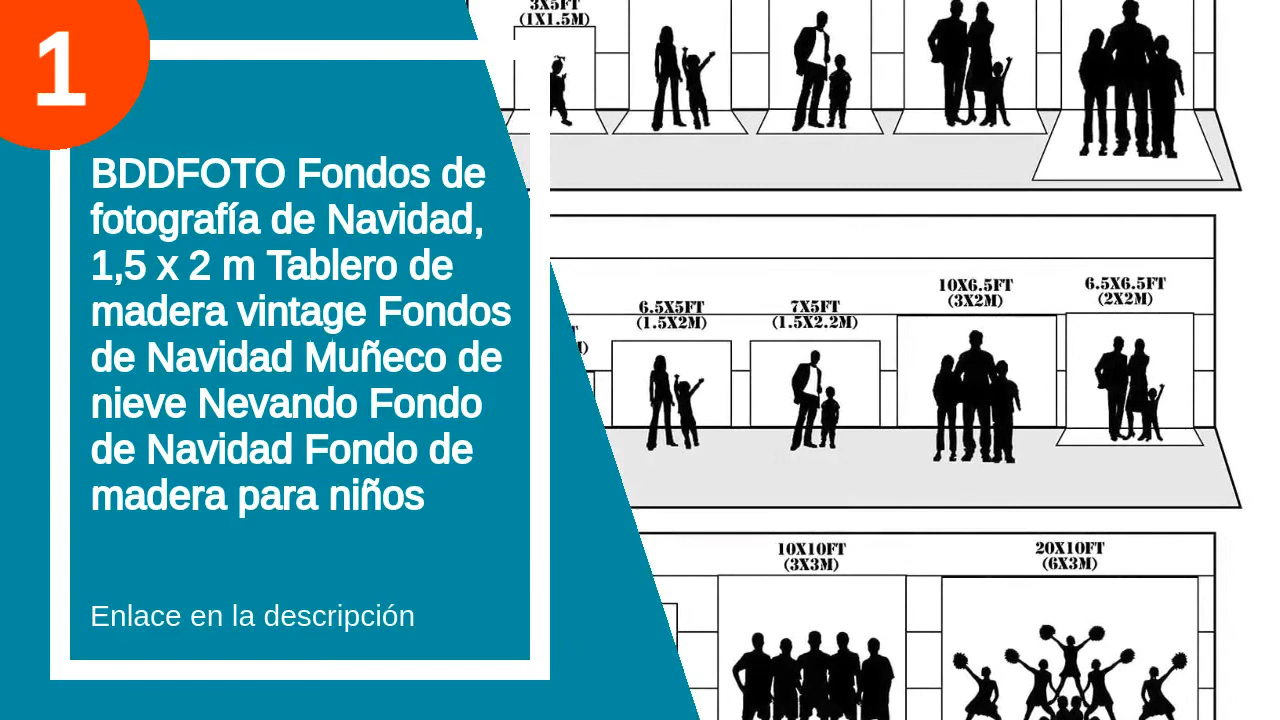 1
BDDFOTO Fondos de
fotografía de Navidad,
1,5 x 2 m Tablero de
madera vintage Fondos
de Navidad Muñeco de
nieve Nevando Fondo
de Navidad Fondo de
madera para niños
Enlace en la descripción
3X5FT
(1X1.5M)
6.5X5FT
(1.5X2M)
7X5FT
(1.5X2.2M)
10X6.5FT
(3X2M)
6.5X6.5FT
(2X2M)
10X10FT
(3X3M)
20X10FT
(6X3M)